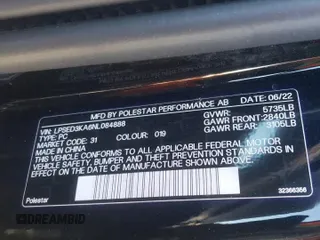 MFD. BY POLESTAR PERFORMANCE AB
DATE: 06/22
VIN: LPSED3KA6NL084888
GVWR: 5735LB
TYPE: PC
GAWR FRONT: 2840LB
MARKET CODE: 31 COLOUR: 019
GAWR REAR: 3105LB
MADE IN CHINA
THIS VEHICLE CONFORMS TO ALL APPLICABLE FEDERAL MOTOR
VEHICLE SAFETY, BUMPER AND THEFT PREVENTION STANDARDS
IN EFFECT ON THE DATE OF MANUFACTURE SHOWN ABOVE.
Polestar
32366366
DREAMBID